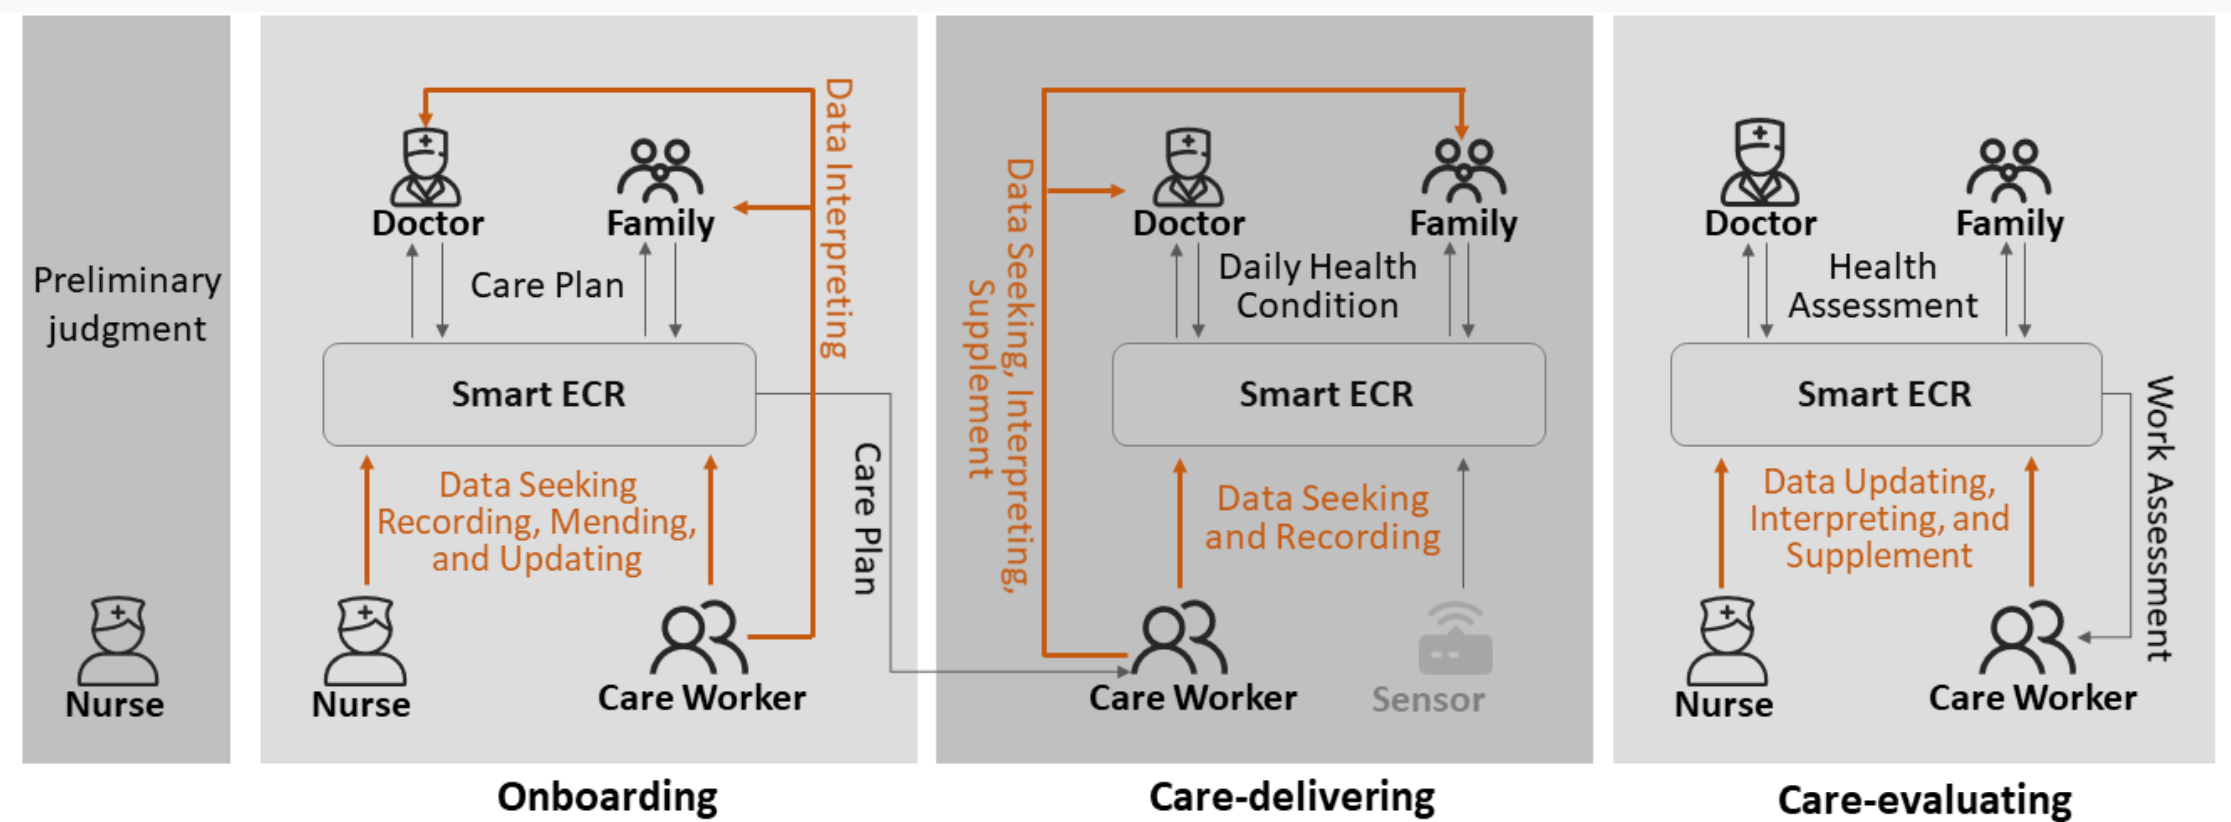 Preliminary
judgment
Nurse
Data Interpreting
Doctor
Family
Care Plan
Smart ECR
Data Seeking
Recording, Mending,
and Updating
Nurse
Care Worker
Care Plan
Onboarding
Data Seeking, Interpreting,
Supplement
Doctor
Family
Daily Health
Condition
Smart ECR
Data Seeking
and Recording
Care Worker
Sensor
Care-delivering
Doctor
Family
Health
Assessment
Smart ECR
Work Assessment
Data Updating,
Interpreting, and
Supplement
Nurse
Care Worker
Care-evaluating